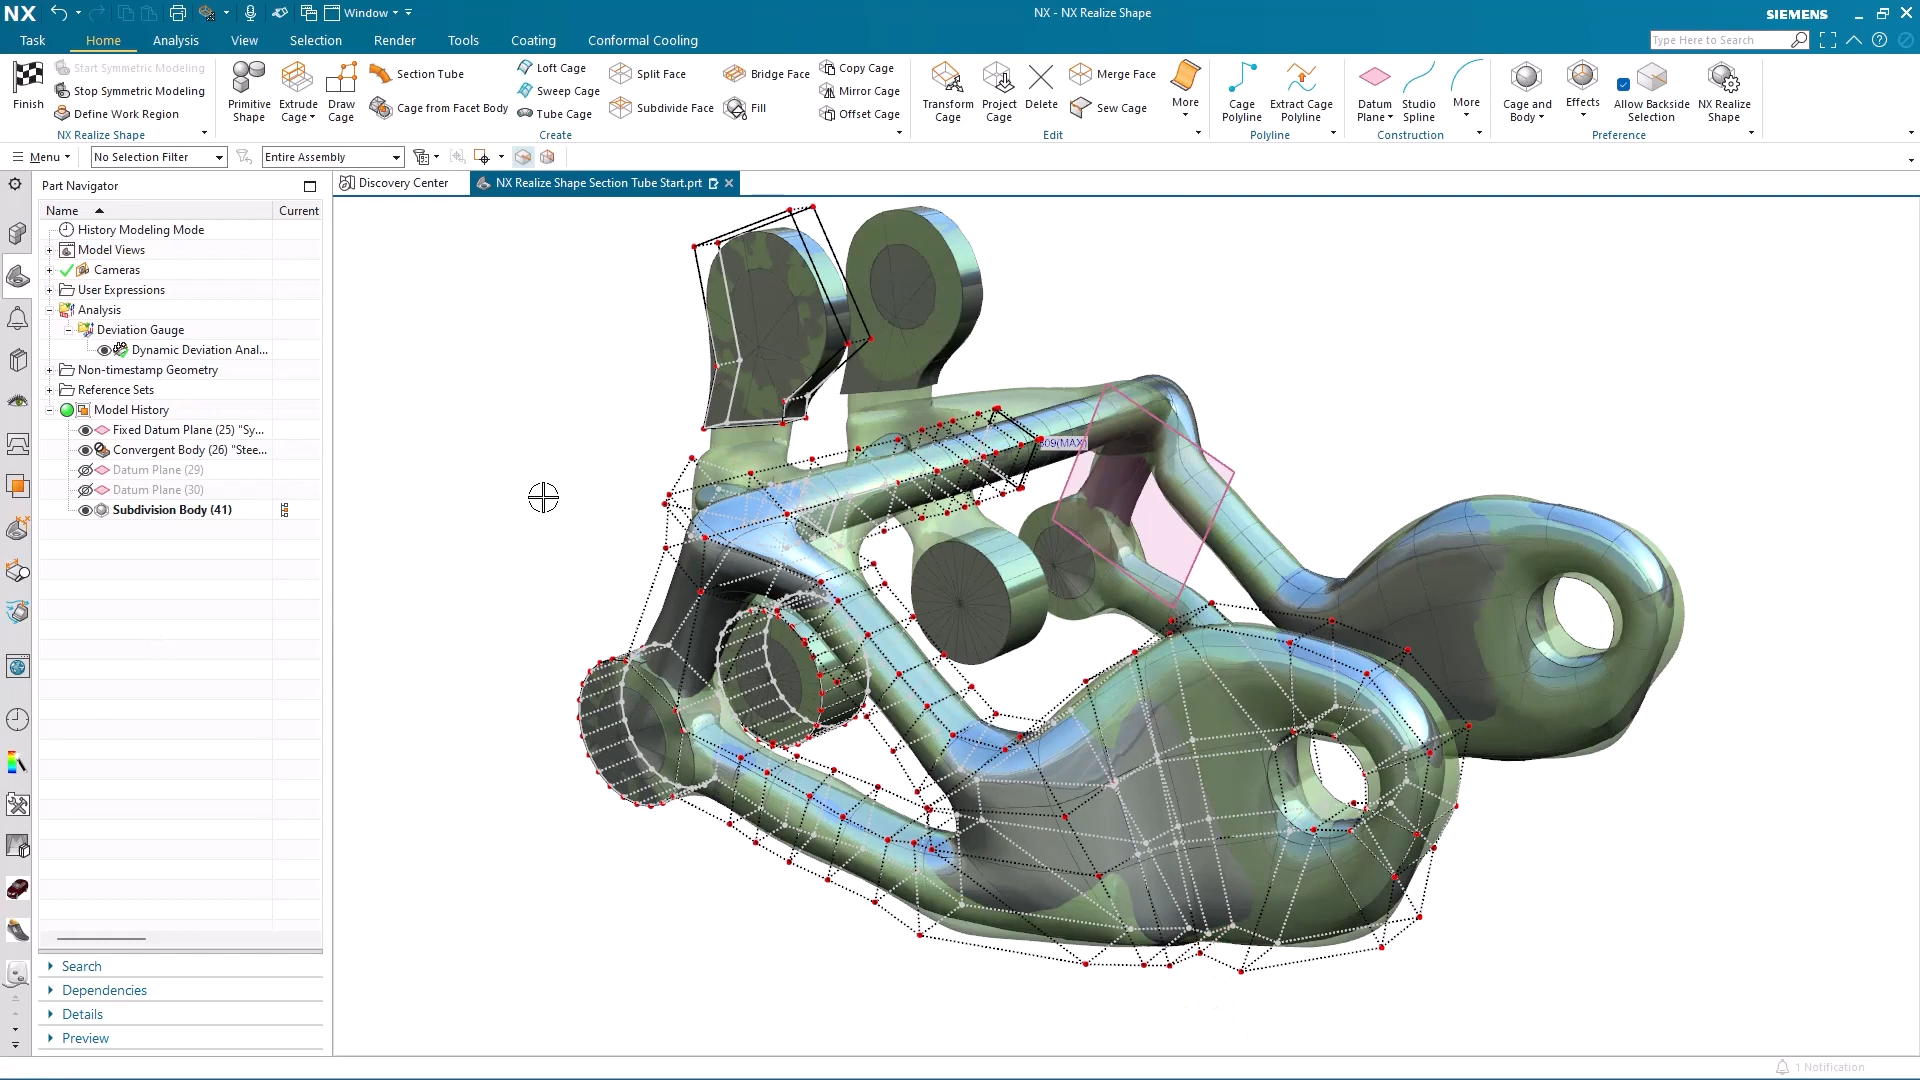 NX Window NX - NX Realize Shape SIEMENS
Task Home Analysis View Selection Render Tools Coating Conformal Cooling Type Here to Search
Start Symmetric Modeling
Stop Symmetric Modeling
Define Work Region
Finish
NX Realize Shape
Primitive Shape
Extrude Cage
Draw Cage
Section Tube
Cage from Facet Body
Loft Cage
Sweep Cage
Tube Cage
Split Face
Subdivide Face
Bridge Face
Fill
Copy Cage
Mirror Cage
Offset Cage
Create
Transform Cage
Project Cage
Delete
Merge Face
Sew Cage
More
Edit
Cage Polyline
Extract Cage Polyline
Polyline
Datum Plane
Studio Spline
More
Construction
Cage and Body
Effects
Allow Backside Selection
NX Realize Shape
Preference
Menu No Selection Filter Entire Assembly
Part Navigator
Discovery Center NX Realize Shape Section Tube Start.prt
Name Current
History Modeling Mode
Model Views
Cameras
User Expressions
Analysis
Deviation Gauge
Dynamic Deviation Anal...
Non-timestamp Geometry
Reference Sets
Model History
Fixed Datum Plane (25) "Sy...
Convergent Body (26) "Stee...
Datum Plane (29)
Datum Plane (30)
Subdivision Body (41)
09(MAX)
Search
Dependencies
Details
Preview
1 Notification